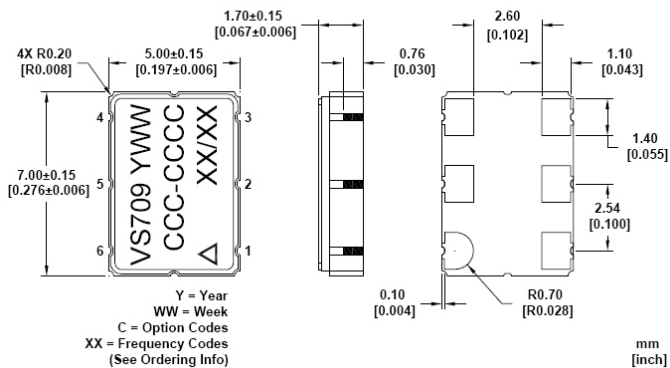 1.70±0.15
[0.067±0.006]
2.60
[0.102]
4X R0.20
[R0.008]
5.00±0.15
[0.197±0.006]
0.76
[0.030]
1.10
[0.043]
4
3
1.40
[0.055]
7.00±0.15
[0.276±0.006]
5
2
VS709 YWW
CCC-CCCC
XX/XX
2.54
[0.100]
6
1
0.10
[0.004]
R0.70
[R0.028]
Y = Year
WW = Week
C = Option Codes
XX = Frequency Codes
(See Ordering Info)
mm
[inch]